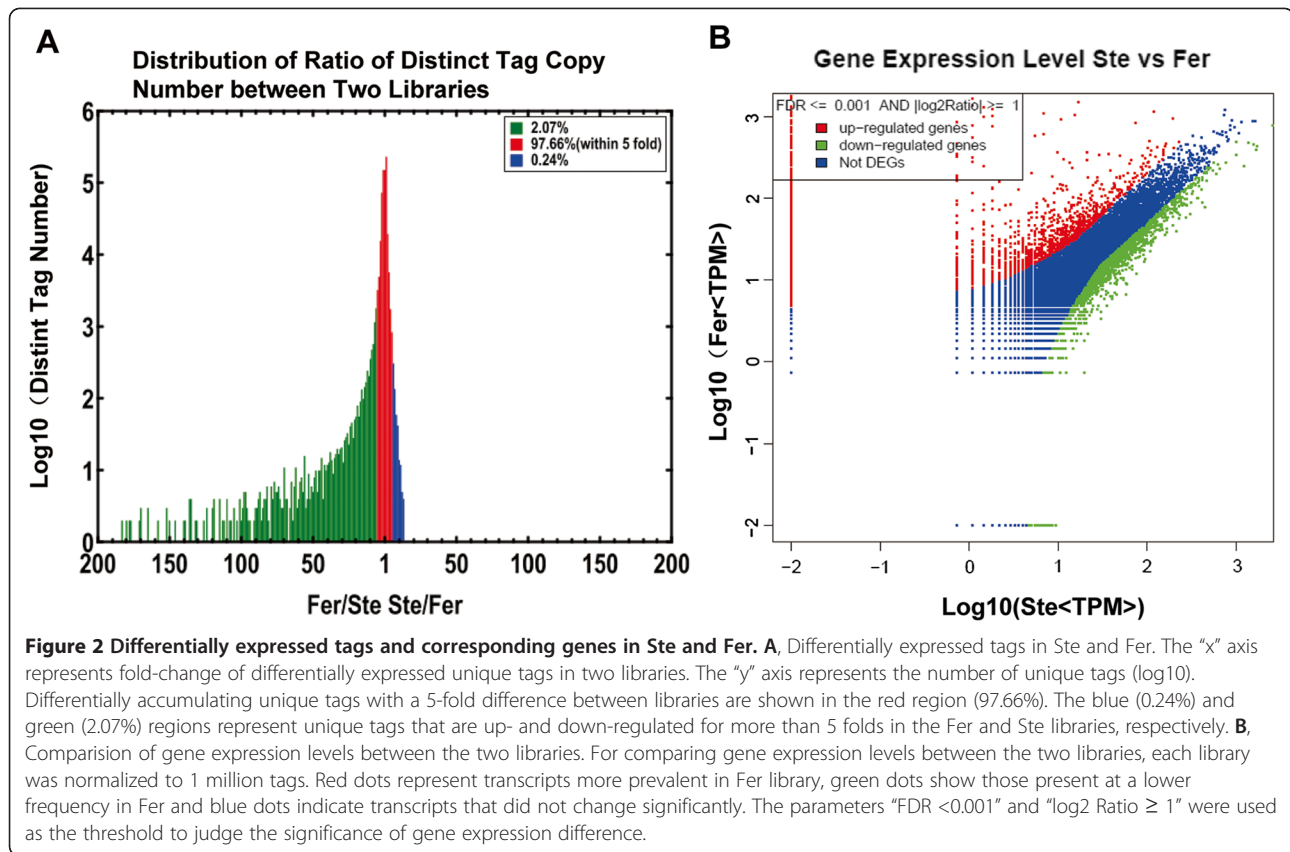 A
Distribution of Ratio of Distinct Tag Copy
Number between Two Libraries
6
5
4
3
2
1
0
Log10（Distint Tag Number)
2.07%
97.66%(within 5 fold)
0.24%
200 150 100 50 1 50 100 150 200
Fer/Ste Ste/Fer
B
Gene Expression Level Ste vs Fer
FDR <= 0.001 AND |log2Ratio| >= 1
up-regulated genes
down-regulated genes
Not DEGs
3
2
1
0
-1
-2
Log10（Fer<TPM>)
-2 -1 0 1 2 3
Log10(Ste<TPM>)
Figure 2 Differentially expressed tags and corresponding genes in Ste and Fer. A, Differentially expressed tags in Ste and Fer. The “x” axis
represents fold-change of differentially expressed unique tags in two libraries. The “y” axis represents the number of unique tags (log10).
Differentially accumulating unique tags with a 5-fold difference between libraries are shown in the red region (97.66%). The blue (0.24%) and
green (2.07%) regions represent unique tags that are up- and down-regulated for more than 5 folds in the Fer and Ste libraries, respectively. B,
Comparision of gene expression levels between the two libraries. For comparing gene expression levels between the two libraries, each library
was normalized to 1 million tags. Red dots represent transcripts more prevalent in Fer library, green dots show those present at a lower
frequency in Fer and blue dots indicate transcripts that did not change significantly. The parameters “FDR <0.001” and “log2 Ratio ≥ 1” were used
as the threshold to judge the significance of gene expression difference.